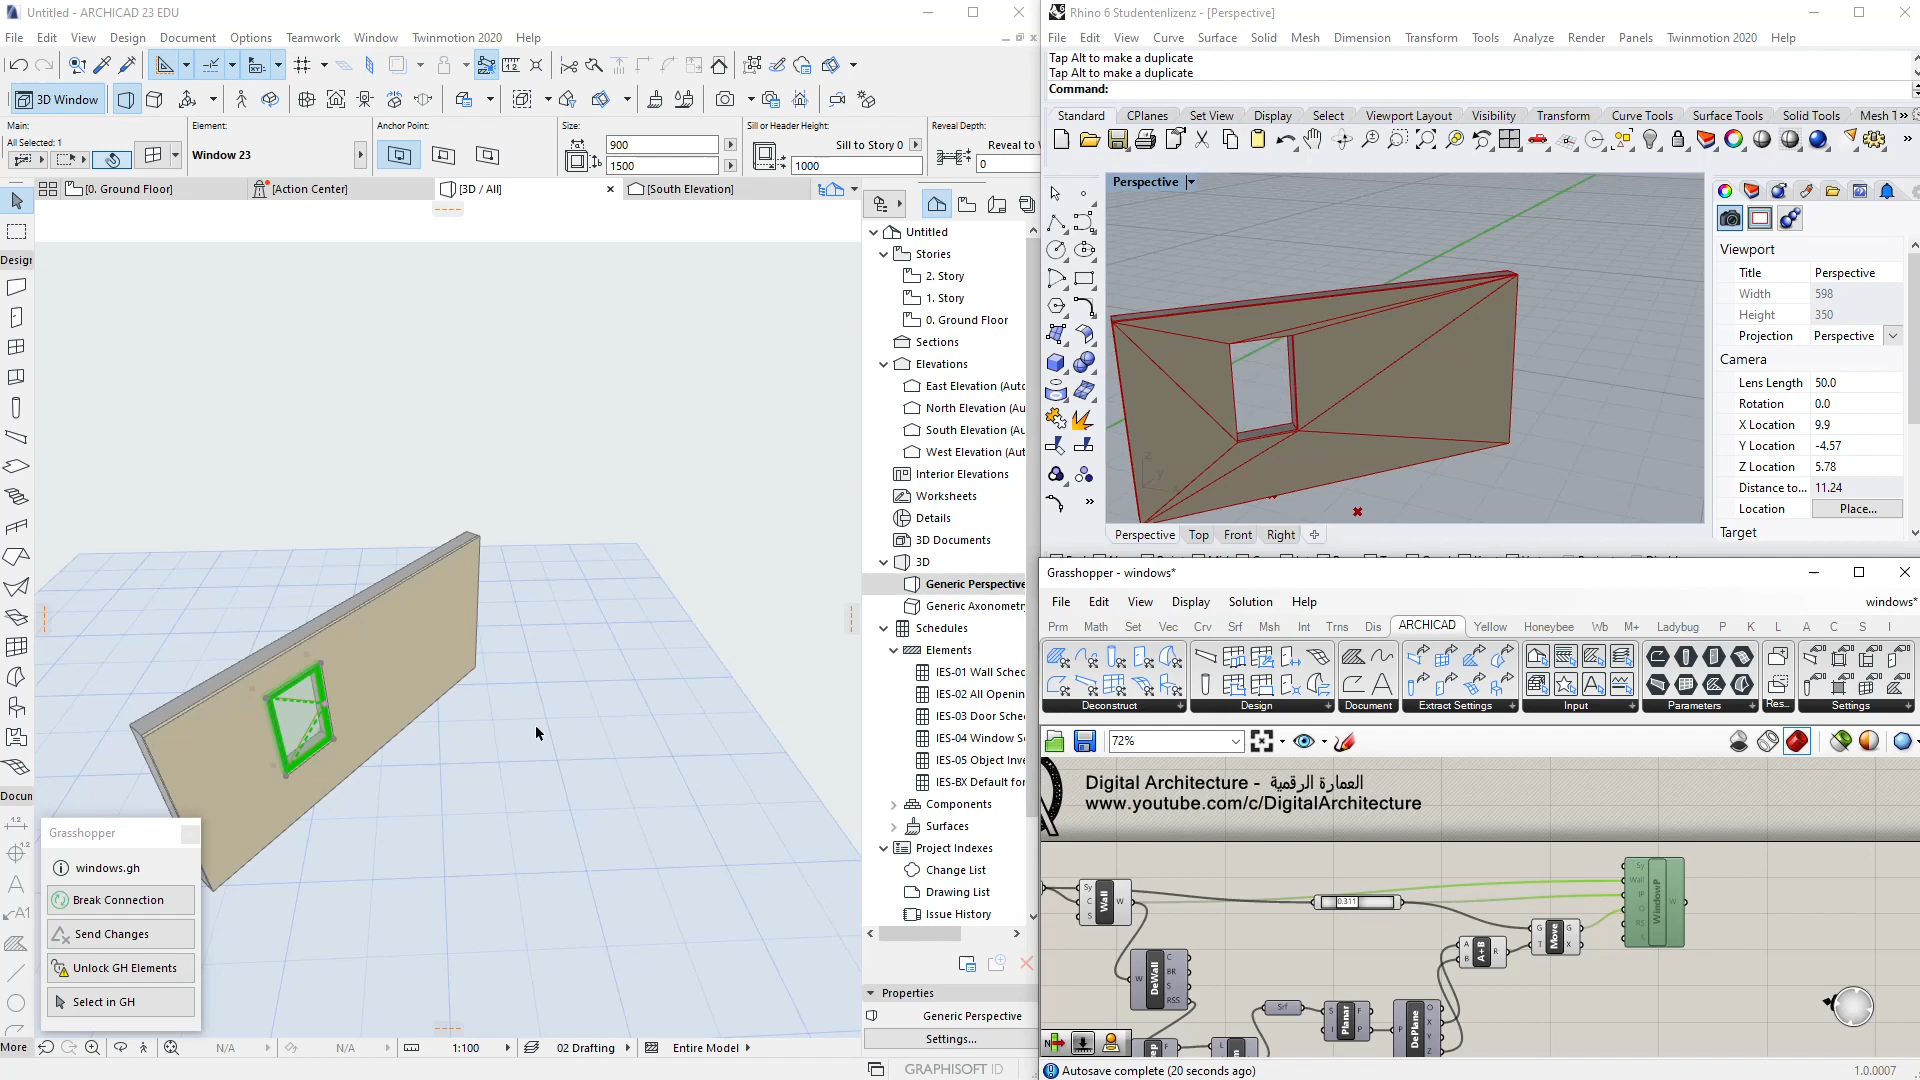 Untitled - ARCHICAD 23 EDU
File Edit View Design Document Options Teamwork Window Twinmotion 2020 Help
3D Window
Main:
All Selected: 1
Element:
Window 23
Anchor Point:
Size:
900
1500
Sill or Header Height:
Sill to Story 0
1000
Reveal Depth:
Reveal to W
0
[0. Ground Floor]
[Action Center]
[3D / All]
[South Elevation]
Design
Docum
More
Untitled
Stories
2. Story
1. Story
0. Ground Floor
Sections
Elevations
East Elevation (Auto
North Elevation (Au
South Elevation (Au
West Elevation (Aut
Interior Elevations
Worksheets
Details
3D Documents
3D
Generic Perspective
Generic Axonometr
Schedules
Elements
IES-01 Wall Sched
IES-02 All Openin
IES-03 Door Sche
IES-04 Window S
IES-05 Object Inve
IES-BX Default for
Components
Surfaces
Project Indexes
Change List
Drawing List
Issue History
Properties
Generic Perspective
Settings...
GRAPHISOFT ID
Grasshopper
windows.gh
Break Connection
Send Changes
Unlock GH Elements
Select in GH
N/A
N/A
1:100
02 Drafting
Entire Model
Rhino 6 Studentenlizenz - [Perspective]
File Edit View Curve Surface Solid Mesh Dimension Transform Tools Analyze Render Panels Twinmotion 2020 Help
Tap Alt to make a duplicate
Tap Alt to make a duplicate
Command:
Standard CPlanes Set View Display Select Viewport Layout Visibility Transform Curve Tools Surface Tools Solid Tools Mesh T
Perspective
z
y
Perspective Top Front Right
Viewport
Title Perspective
Width 598
Height 350
Projection Perspective
Camera
Lens Length 50.0
Rotation 0.0
X Location 9.9
Y Location -4.57
Z Location 5.78
Distance to... 11.24
Location Place...
Target
Grasshopper - windows*
File Edit View Display Solution Help
windows*
Prm Math Set Vec Crv Srf Msh Int Trns Dis ARCHICAD Yellow Honeybee Wb M+ Ladybug P K L A C S I
Deconstruct
Design
Document
Extract Settings
Input
Parameters
Res...
Settings
72%
Digital Architecture - العمارة الرقمية
www.youtube.com/c/DigitalArchitecture
Sy
C
S
Wall
W
0.311
Sy
Wall
IP
O
RS
S
WindowP
W
G
T
Move
G
X
A
B
A+B
R
W
DeWall
C
BR
S
RSS
Srf
S
I
Planar
F
P
P
DePlane
O
X
Y
Z
Autosave complete (20 seconds ago)
1.0.0007